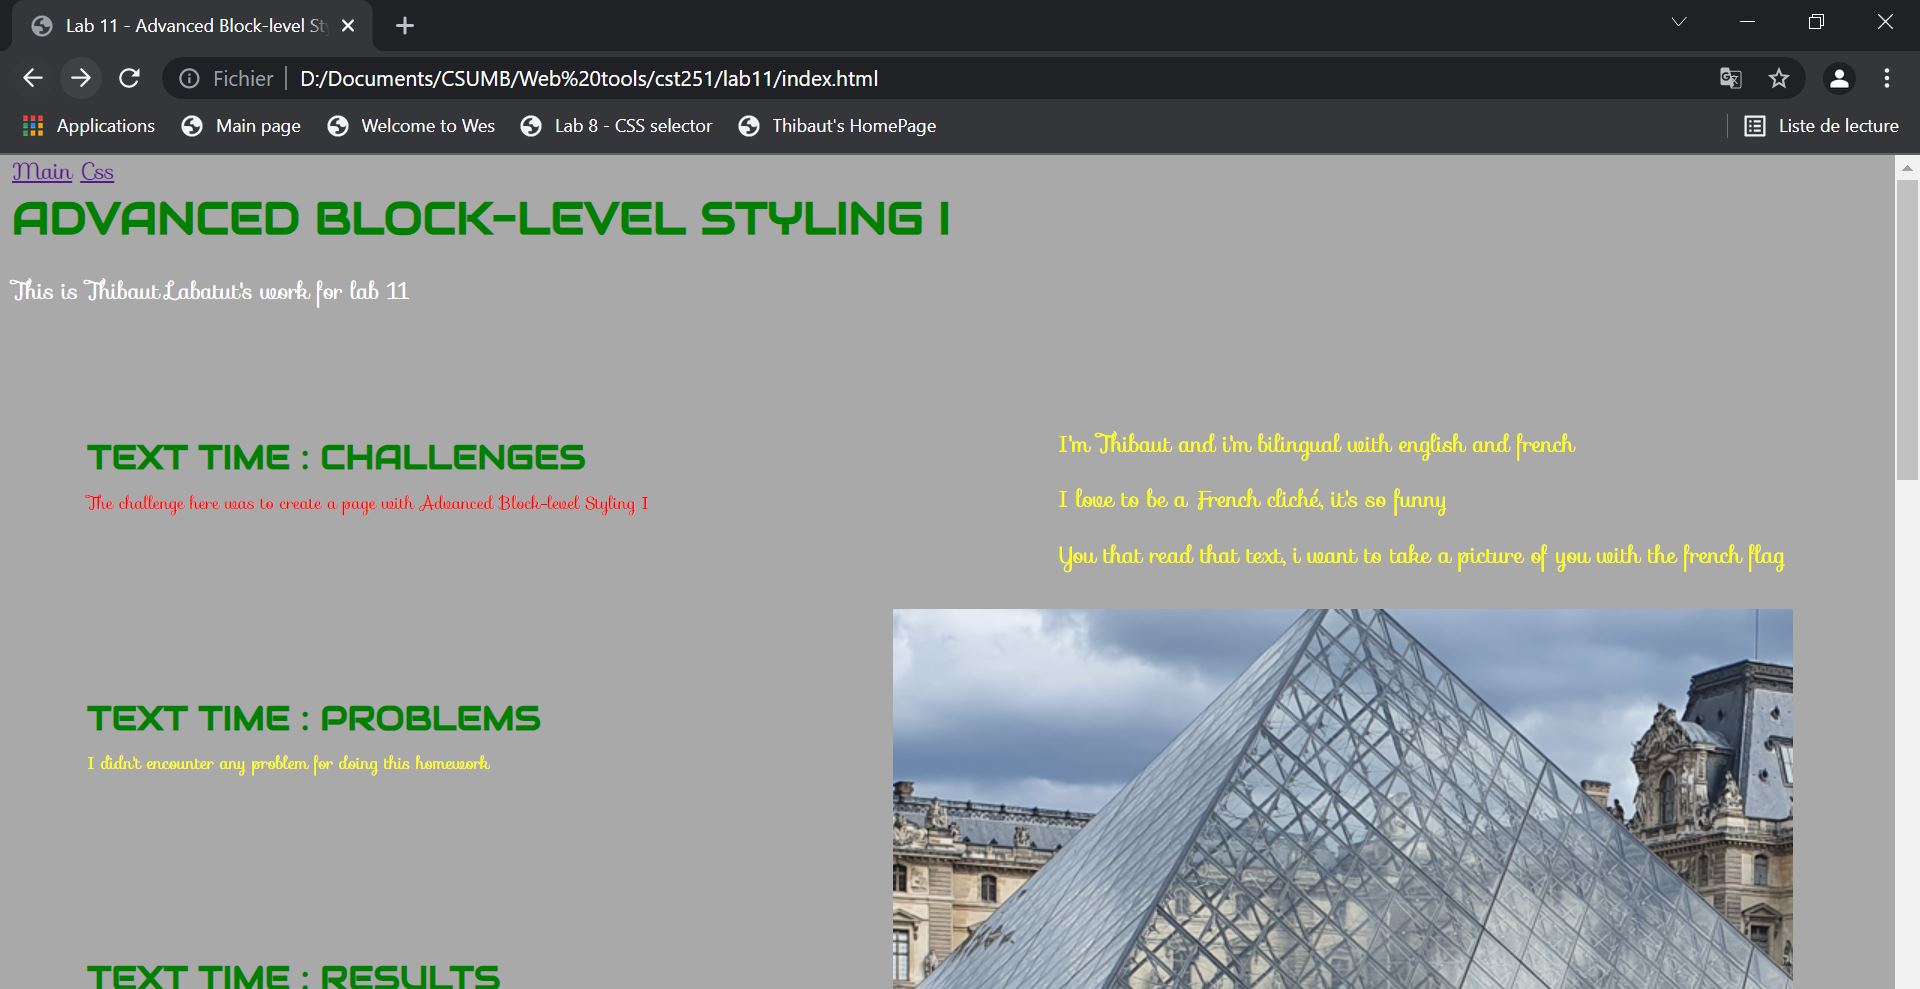 Lab 11 - Advanced Block-level St
Fichier D:/Documents/CSUMB/Web%20tools/cst251/lab11/index.html
Applications Main page Welcome to Wes Lab 8 - CSS selector Thibaut's HomePage Liste de lecture
Main Css
ADVANCED BLOCK-LEVEL STYLING I
This is Thibaut Labatut's work for lab 11
TEXT TIME : CHALLENGES
The challenge here was to create a page with Advanced Block-level Styling I
I'm Thibaut and i'm bilingual with english and french
I love to be a French cliché, it's so funny
You that read that text, i want to take a picture of you with the french flag
TEXT TIME : PROBLEMS
I didn't encounter any problem for doing this homework
TEXT TIME : RESULTS